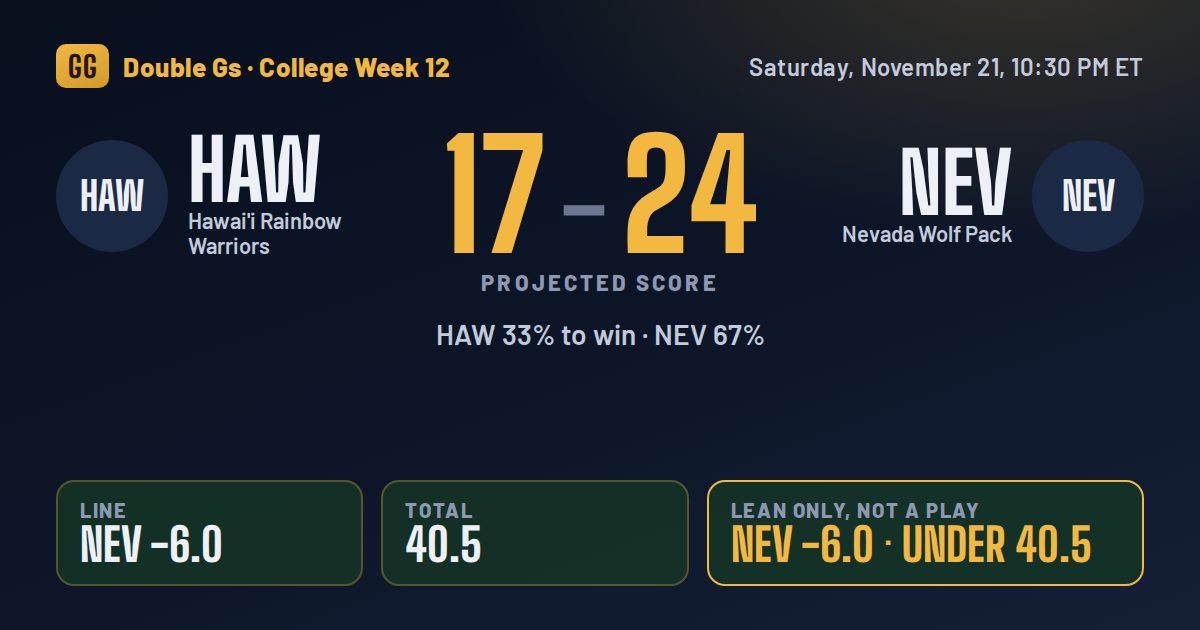 GG
Double Gs · College Week 12
Saturday, November 21, 10:30 PM ET
HAW
HAW
Hawai'i Rainbow
Warriors
17 – 24
PROJECTED SCORE
HAW 33% to win · NEV 67%
NEV
Nevada Wolf Pack
NEV
LINE
NEV −6.0
TOTAL
40.5
LEAN ONLY, NOT A PLAY
NEV −6.0 · UNDER 40.5